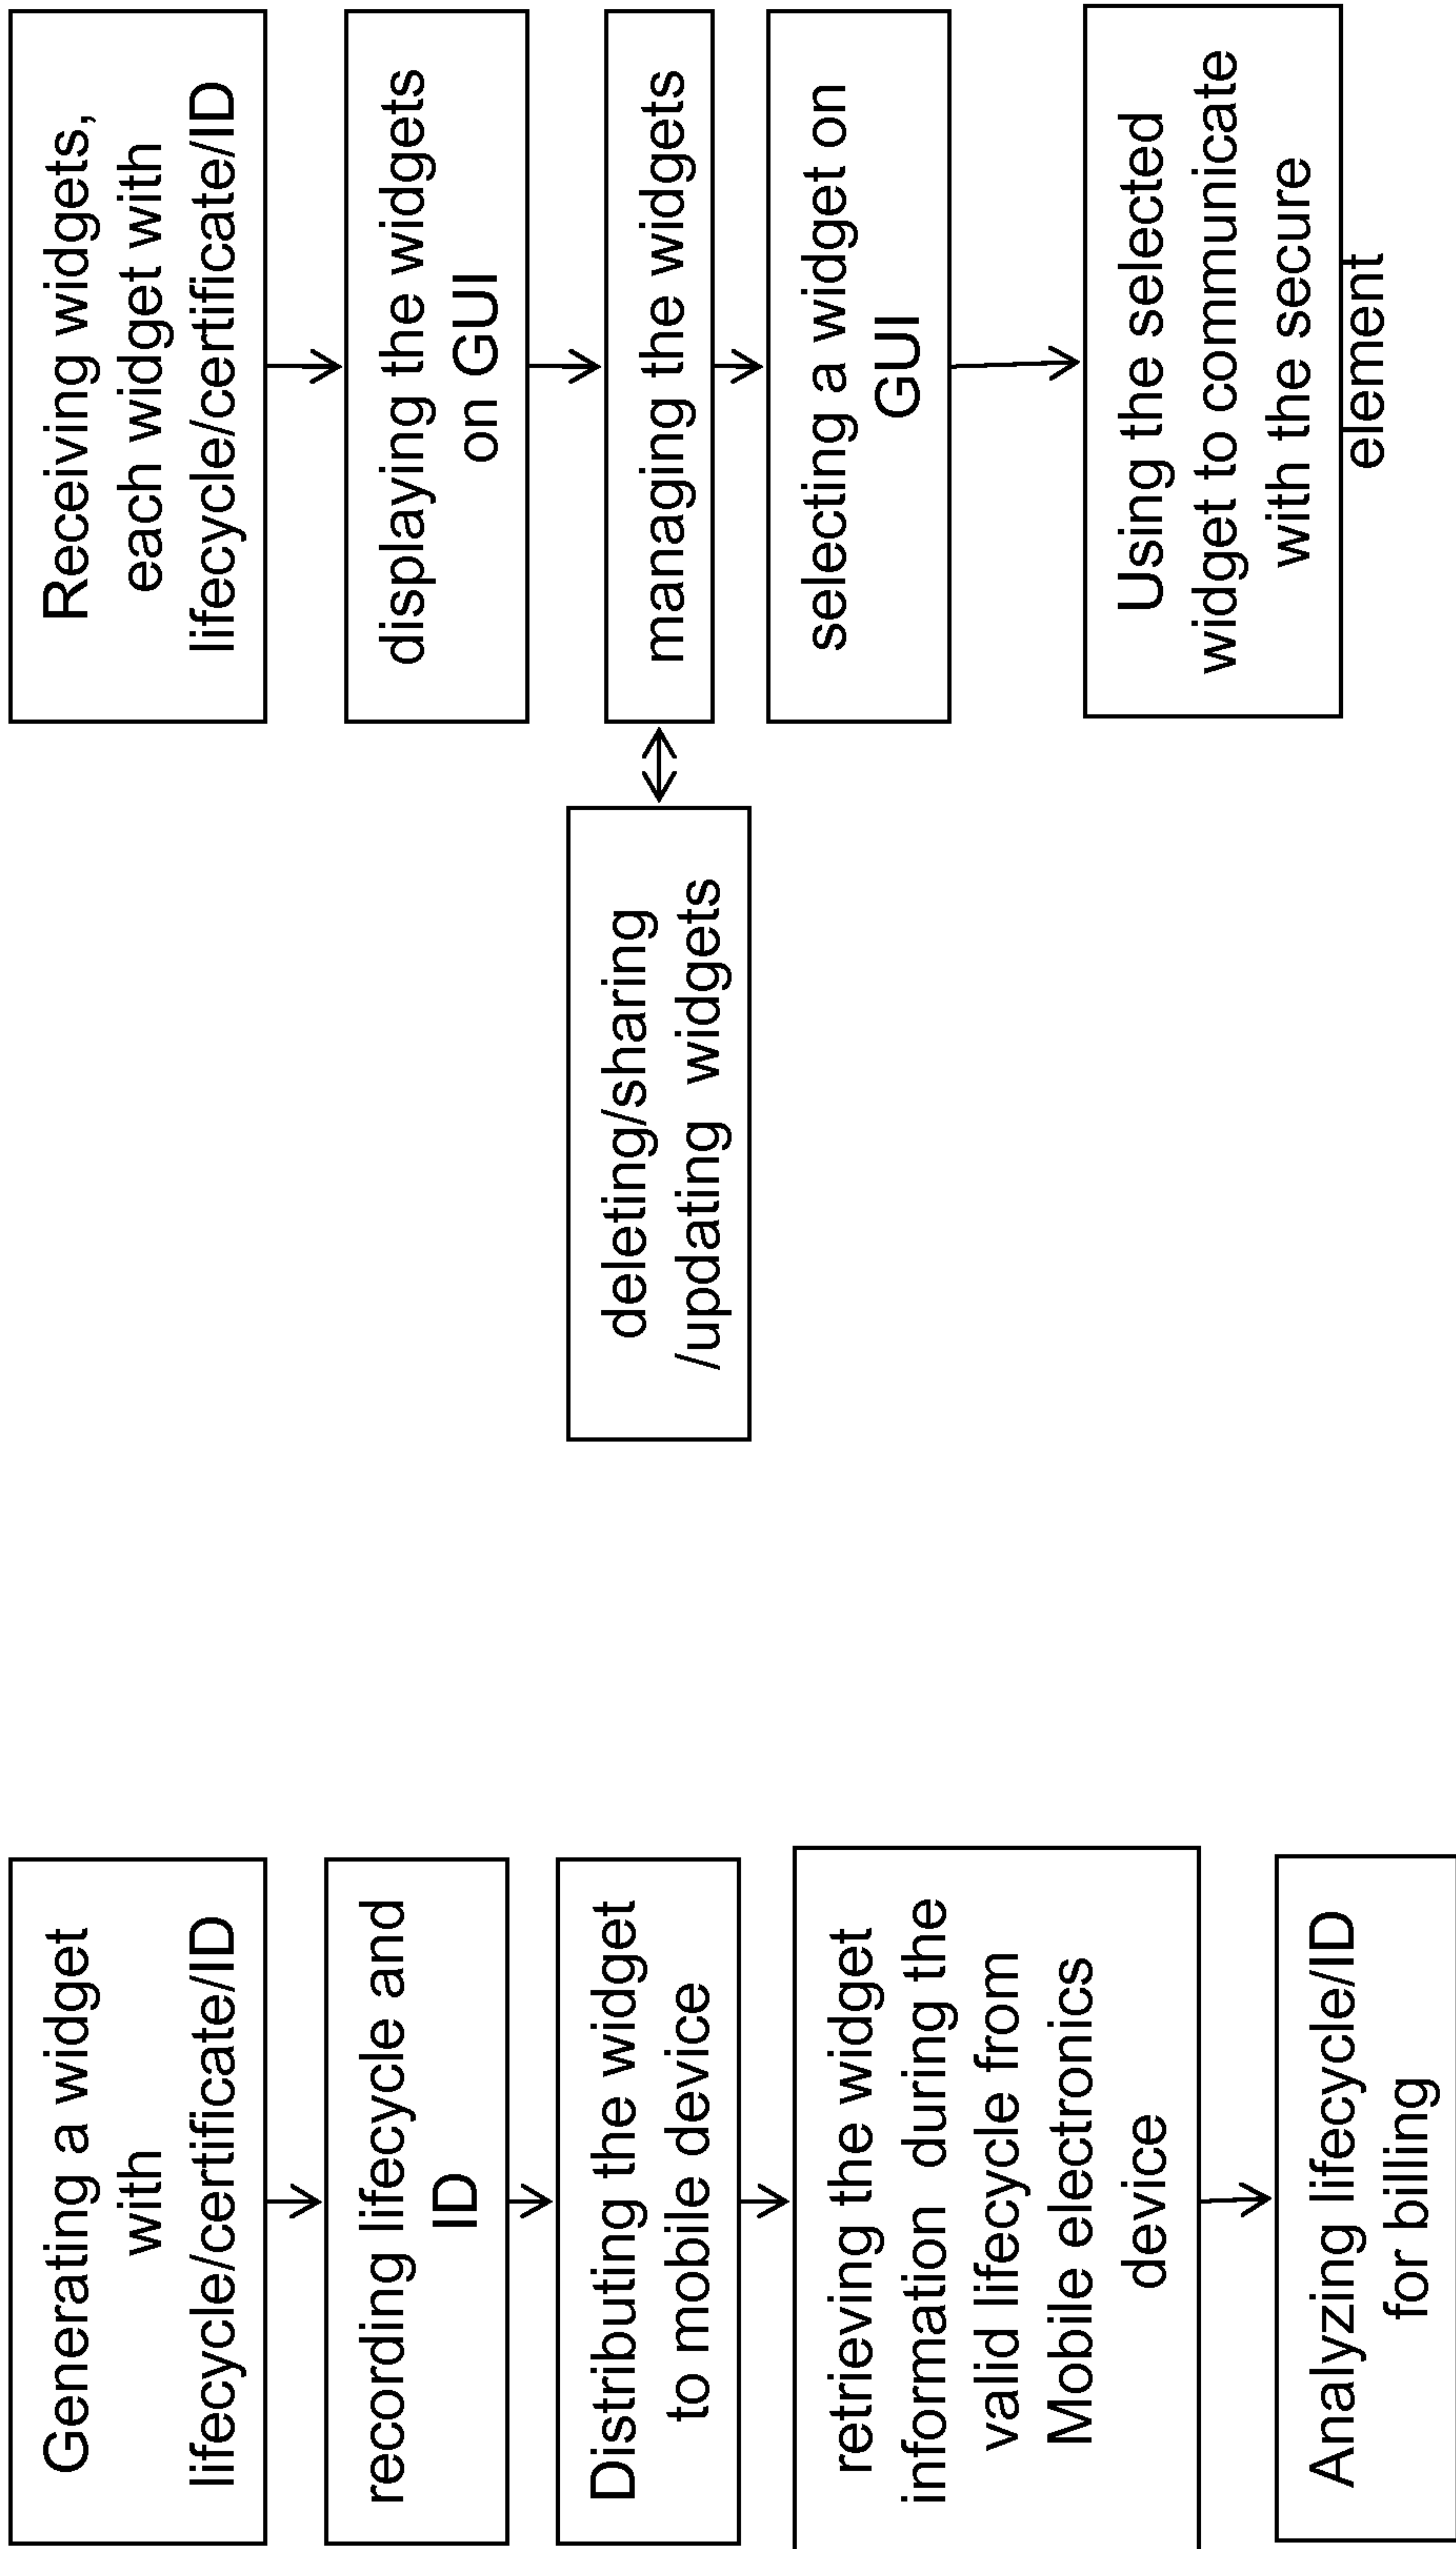 Generating a widget
with
lifecycle/certificate/ID
recording lifecycle and
ID
Distributing the widget
to mobile device
retrieving the widget
information during the
valid lifecycle from
Mobile electronics
device
Analyzing lifecycle/ID
for billing
Receiving widgets,
each widget with
lifecycle/certificate/ID
displaying the widgets
on GUI
managing the widgets
deleting/sharing
/updating widgets
selecting a widget on
GUI
Using the selected
widget to communicate
with the secure
element